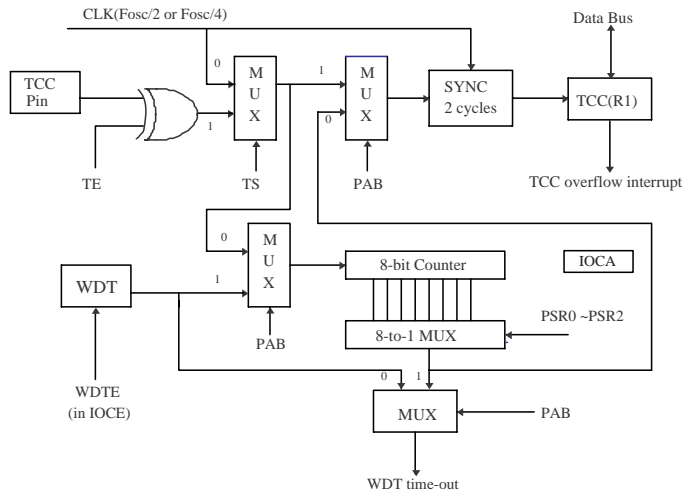 CLK(Fosc/2 or Fosc/4)
Data Bus
TCC
Pin
0
1
M
U
X
1
0
M
U
X
SYNC
2 cycles
TCC(R1)
TE
TS
PAB
TCC overflow interrupt
0
1
M
U
X
WDT
8-bit Counter
IOCA
PAB
8-to-1 MUX
PSR0 ~PSR2
WDTE
(in IOCE)
0
1
MUX
PAB
WDT time-out